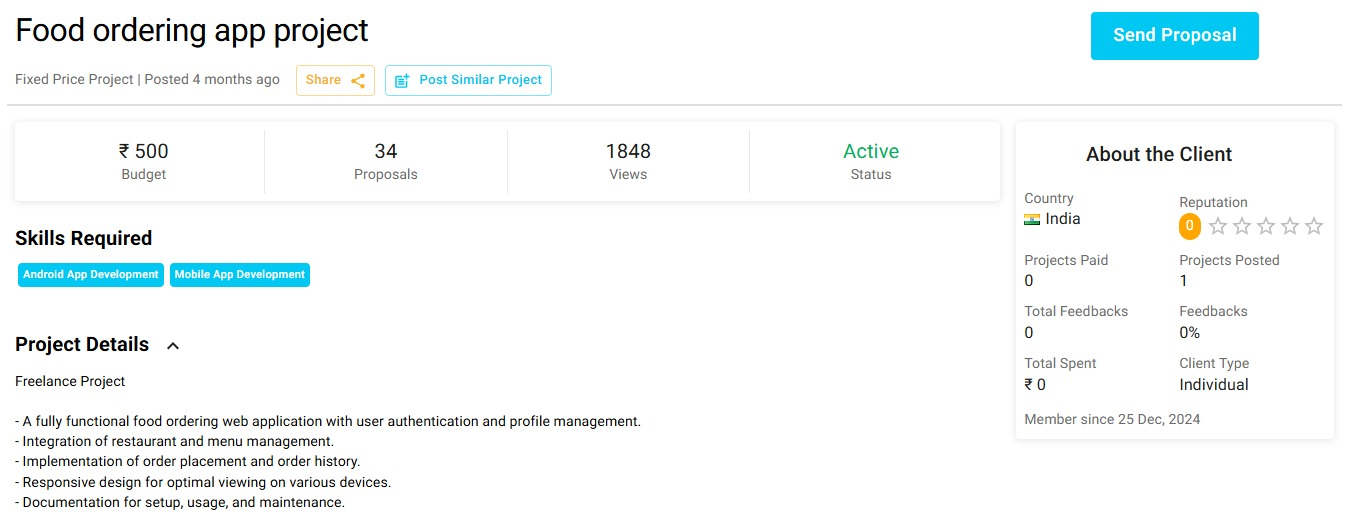 Food ordering app project
Send Proposal
Fixed Price Project | Posted 4 months ago
Share
Post Similar Project
₹ 500
Budget
34
Proposals
1848
Views
Active
Status
Skills Required
Android App Development
Mobile App Development
Project Details
Freelance Project
- A fully functional food ordering web application with user authentication and profile management.
- Integration of restaurant and menu management.
- Implementation of order placement and order history.
- Responsive design for optimal viewing on various devices.
- Documentation for setup, usage, and maintenance.
About the Client
Country
India
Reputation
0
Projects Paid
0
Projects Posted
1
Total Feedbacks
0
Feedbacks
0%
Total Spent
₹ 0
Client Type
Individual
Member since 25 Dec, 2024